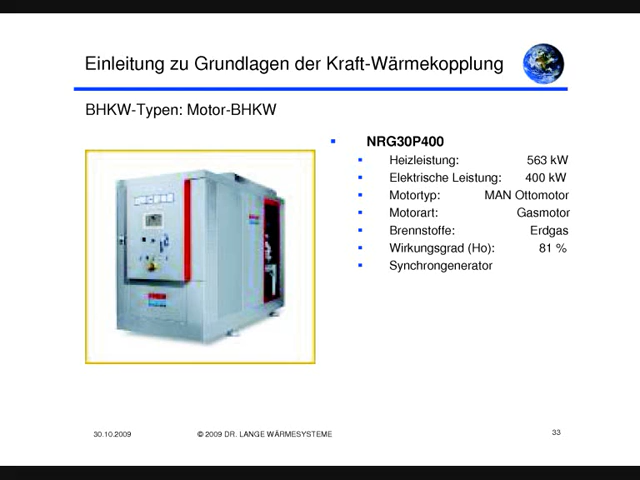 Einleitung zu Grundlagen der Kraft-Wärmekopplung
BHKW-Typen: Motor-BHKW
NRG30P400
Heizleistung: 563 kW
Elektrische Leistung: 400 kW
Motortyp: MAN Ottomotor
Motorart: Gasmotor
Brennstoffe: Erdgas
Wirkungsgrad (Ho): 81 %
Synchrongenerator
30.10.2009 © 2009 DR. LANGE WÄRMESYSTEME 33